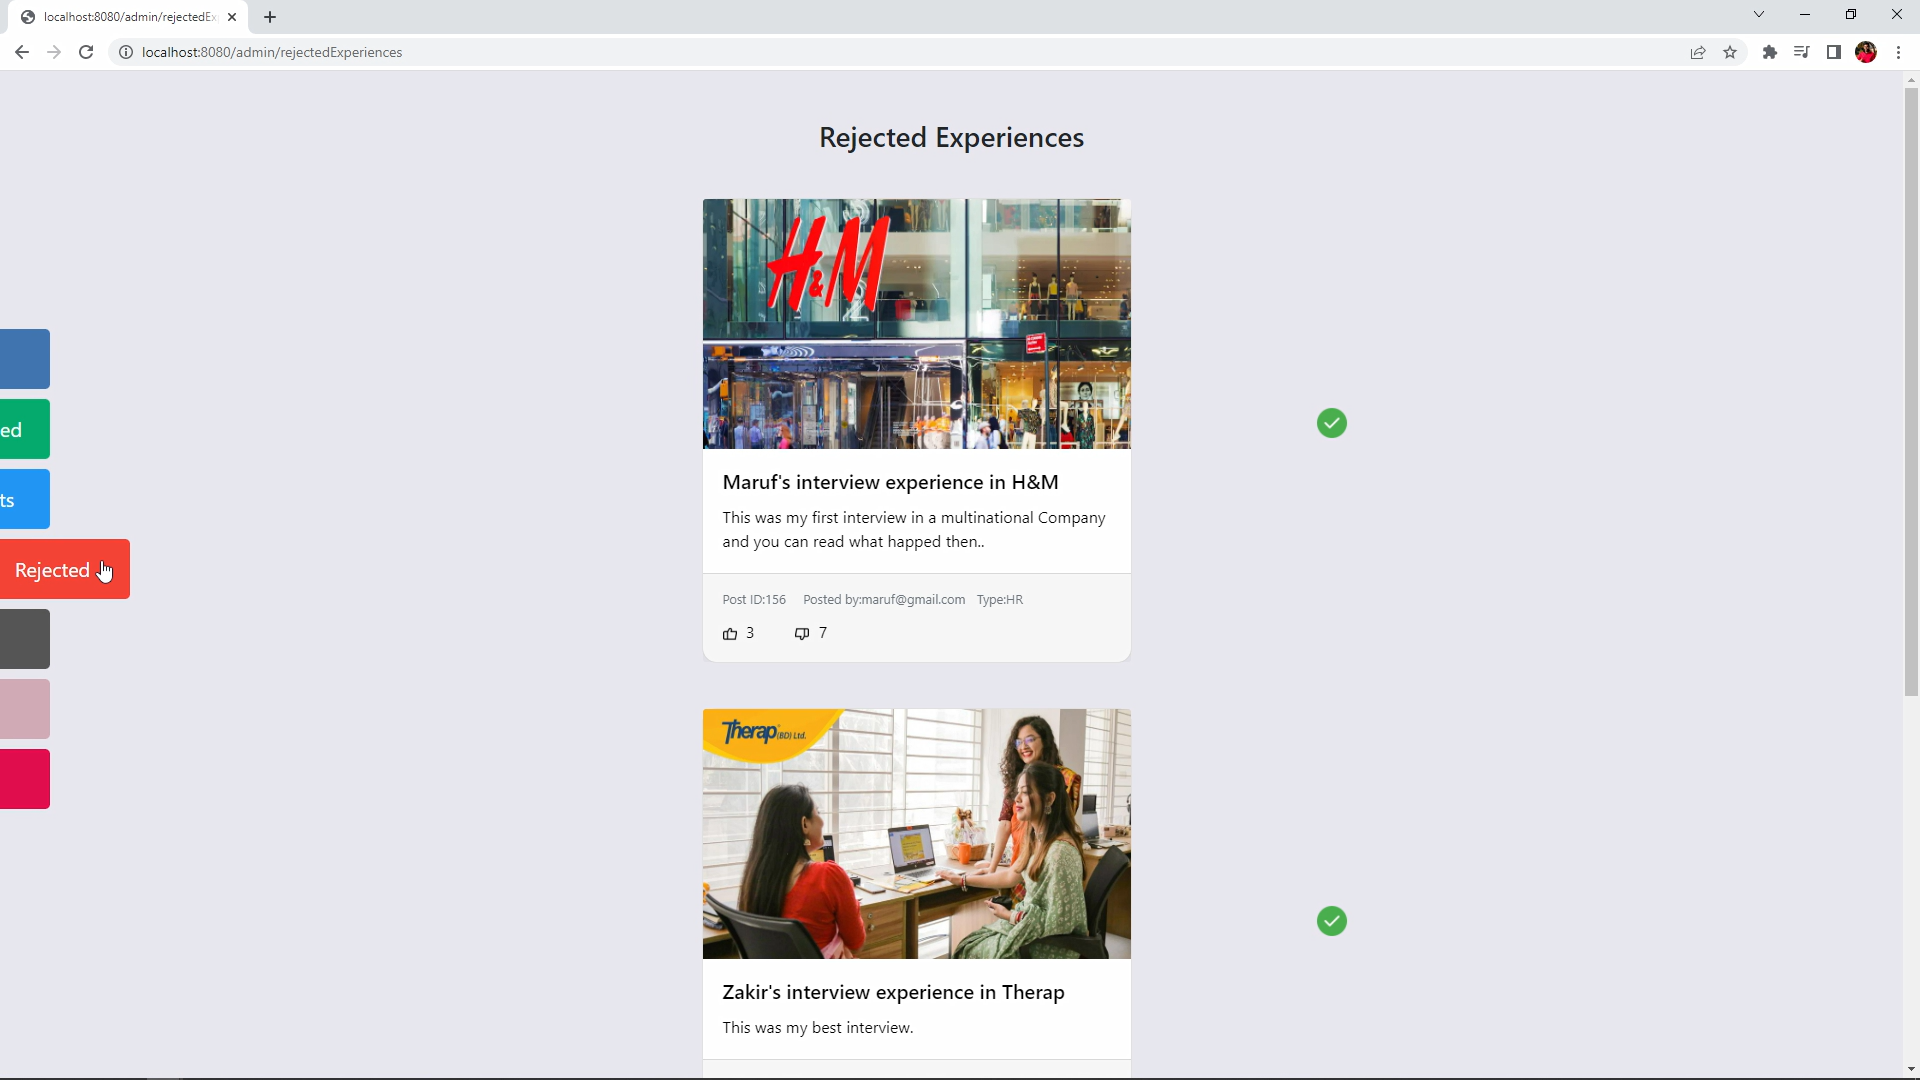 localhost:8080/admin/rejectedEx
localhost:8080/admin/rejectedExperiences
Rejected Experiences
H&M
Maruf's interview experience in H&M
This was my first interview in a multinational Company
and you can read what happed then..
Post ID:156 Posted by:maruf@gmail.com Type:HR
3 7
ed
ts
Rejected
Therap (BD) Ltd.
Zakir's interview experience in Therap
This was my best interview.